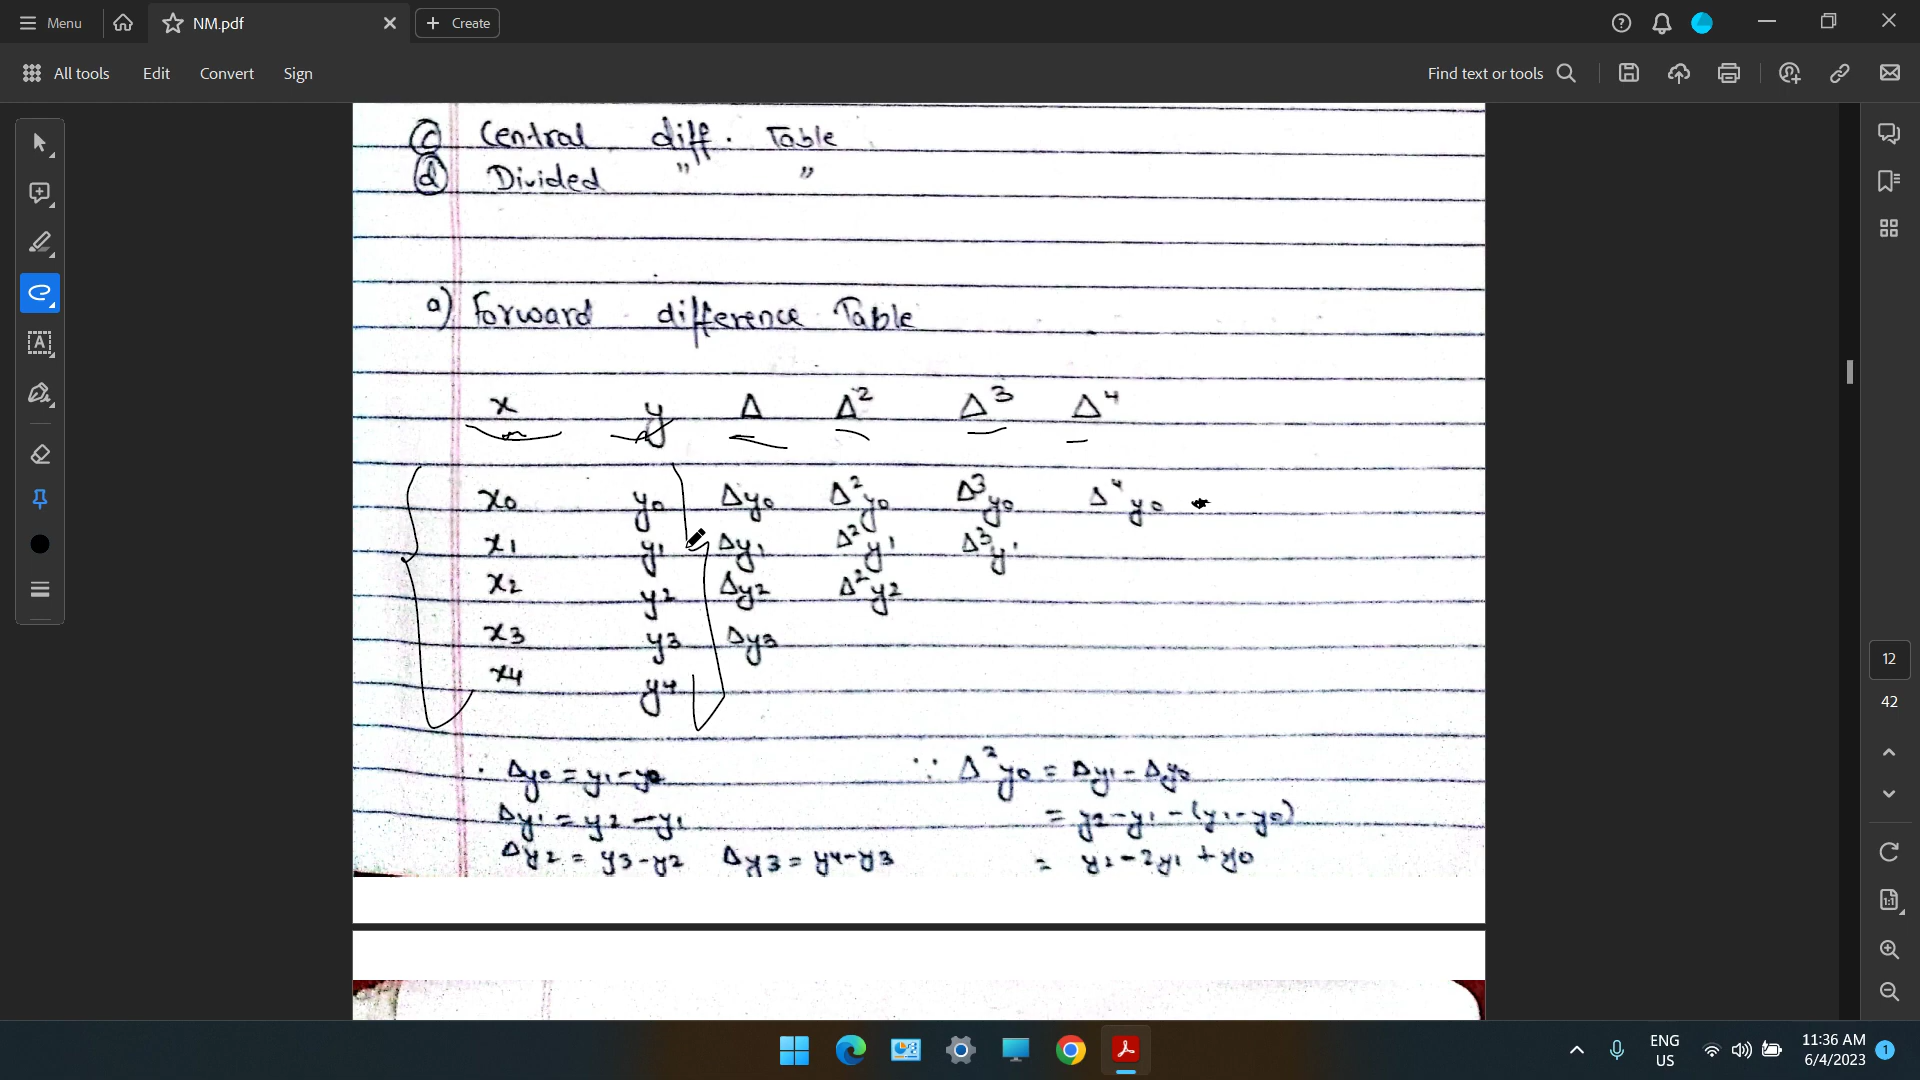 Menu
NM.pdf
Create
All tools
Edit
Convert
Sign
Find text or tools
c Central diff. Table
d Divided " "
a) Forward difference Table
x y Δ Δ² Δ³ Δ⁴
x0 y0 Δy0 Δ²y0 Δ³y0 Δ⁴y0
x1 y1 Δy1 Δ²y1 Δ³y1
x2 y2 Δy2 Δ²y2
x3 y3 Δy3
x4 y4
Δy0 = y1-y0 ∵ Δ²y0 = Δy1 - Δy0
Δy1 = y2 - y1 = y2-y1-(y1-y0)
Δy2 = y3-y2 Δy3 = y4-y3 = y2-2y1+y0
12
42
1:1
ENG
US
11:36 AM
6/4/2023
1